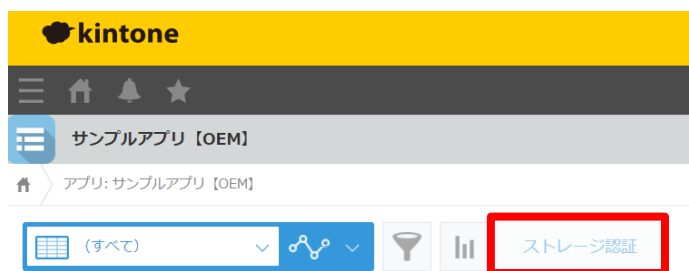 kintone
サンプルアプリ【OEM】
アプリ: サンプルアプリ【OEM】
(すべて)
ストレージ認証